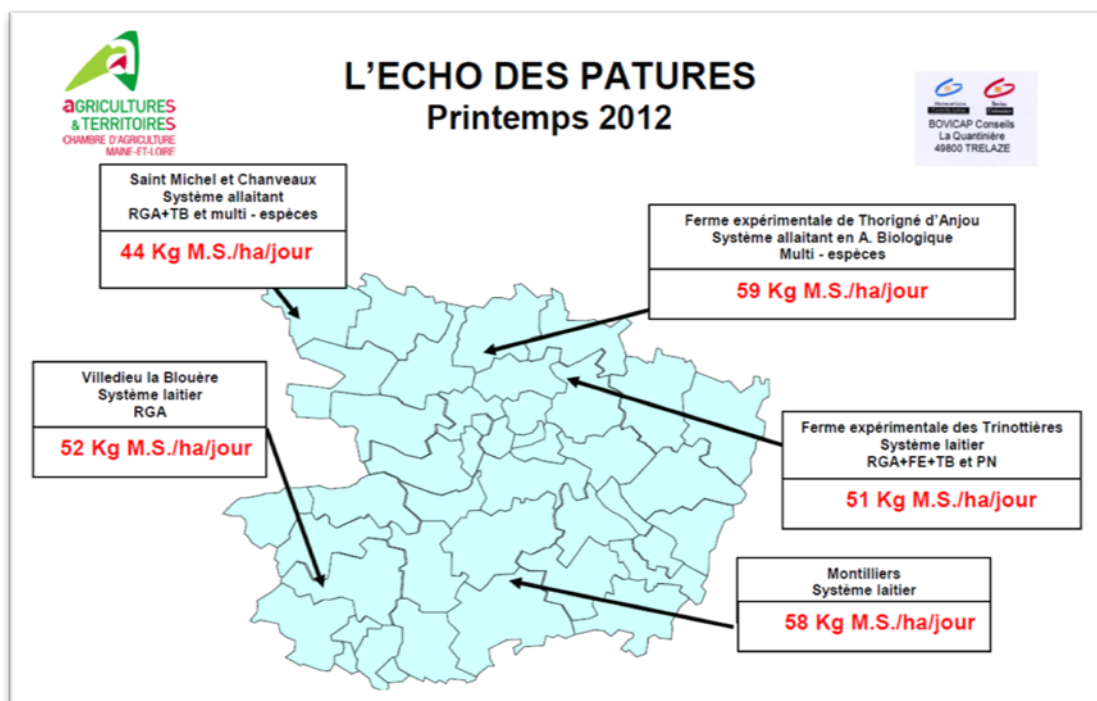 L'ECHO DES PATURES
Printemps 2012
aGRICULTURES
& TERRITOIRES
CHAMBRE D'AGRICULTURE
MAINE-ET-LOIRE
BOVICAP Conseils
La Quantinière
49800 TRELAZE
Saint Michel et Chanveaux
Système allaitant
RGA+TB et multi - espèces
44 Kg M.S./ha/jour
Ferme expérimentale de Thorigné d'Anjou
Système allaitant en A. Biologique
Multi - espèces
59 Kg M.S./ha/jour
Villedieu la Blouère
Système laitier
RGA
52 Kg M.S./ha/jour
Ferme expérimentale des Trinottières
Système laitier
RGA+FE+TB et PN
51 Kg M.S./ha/jour
Montilliers
Système laitier
58 Kg M.S./ha/jour